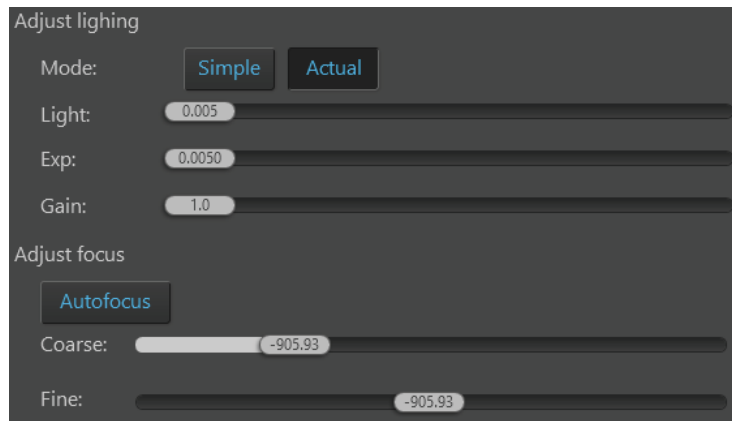 Adjust lighing
Mode: Simple Actual
Light: 0.005
Exp: 0.0050
Gain: 1.0
Adjust focus
Autofocus
Coarse: -905.93
Fine: -905.93